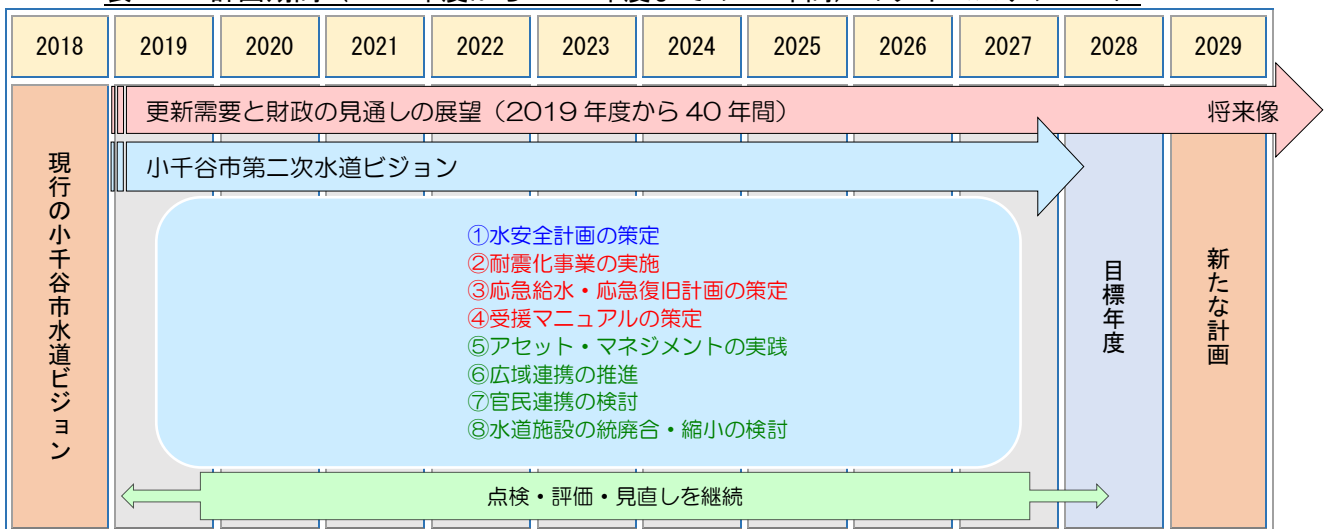 2018 2019 2020 2021 2022 2023 2024 2025 2026 2027 2028 2029
更新需要と財政の見通しの展望（2019年度から40年間） 将来像
小千谷市第二次水道ビジョン
現行の小千谷市水道ビジョン
①水安全計画の策定
②耐震化事業の実施
③応急給水・応急復旧計画の策定
④受援マニュアルの策定
⑤アセット・マネジメントの実践
⑥広域連携の推進
⑦官民連携の検討
⑧水道施設の統廃合・縮小の検討
目標年度
新たな計画
点検・評価・見直しを継続